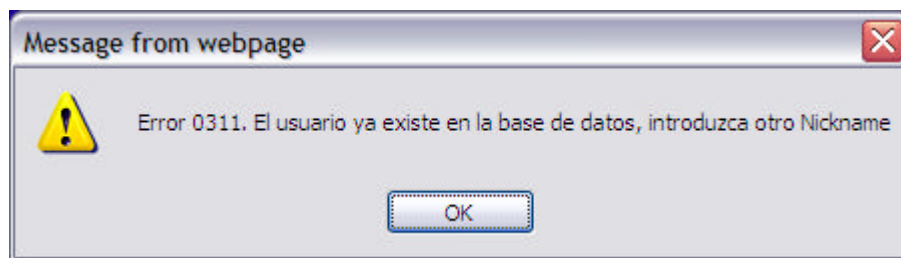 Message from webpage
Error 0311. El usuario ya existe en la base de datos, introduzca otro Nickname
OK